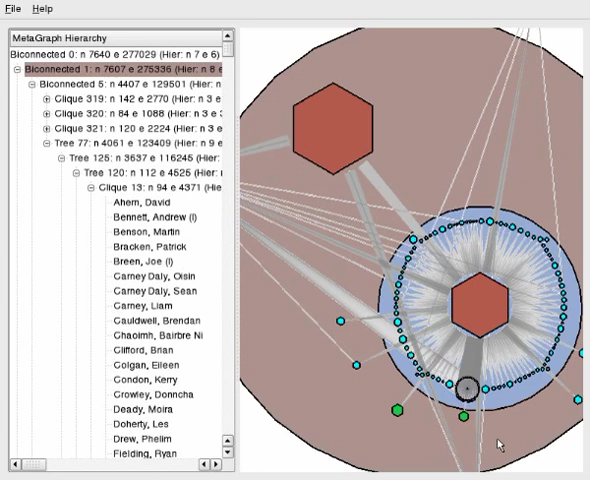 File Help
MetaGraph Hierarchy
Biconnected 0: n 7640 e 277029 (Hier: n 7 e 6)
Biconnected 1: n 7607 e 275336 (Hier: n 8 e
Biconnected 5: n 4407 e 129501 (Hier: n 4
Clique 319: n 142 e 2770 (Hier: n 3 e
Clique 320: n 84 e 1088 (Hier: n 3 e
Clique 321: n 120 e 2224 (Hier: n 3 e
Tree 77: n 4061 e 123409 (Hier: n 9 e
Tree 125: n 3637 e 116245 (Hier:
Tree 120: n 112 e 4525 (Hier:
Clique 13: n 94 e 4371 (Hie
Ahern, David
Bennett, Andrew (I)
Benson, Martin
Bracken, Patrick
Breen, Joe (I)
Carney Daly, Oisin
Carney Daly, Sean
Carney, Liam
Cauldwell, Brendan
Chaoimh, Bairbre Ni
Clifford, Brian
Colgan, Eileen
Condon, Kerry
Crowley, Donncha
Deady, Moira
Doherty, Les
Drew, Phelim
Fielding, Ryan